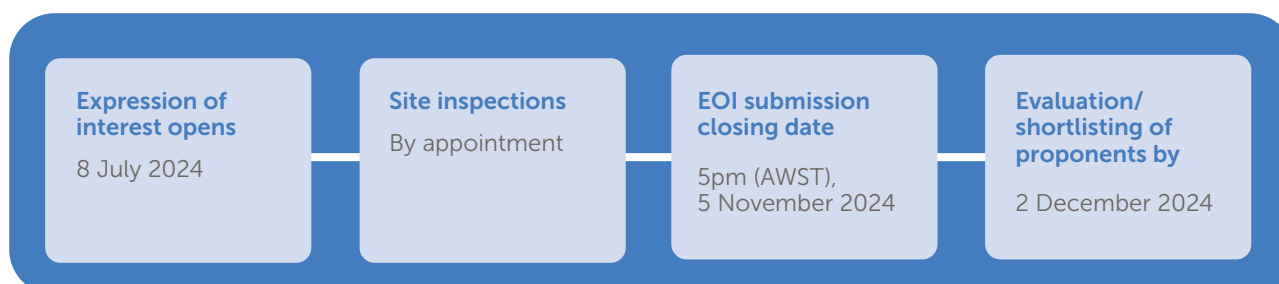 Expression of
interest opens
8 July 2024
Site inspections
By appointment
EOI submission
closing date
5pm (AWST),
5 November 2024
Evaluation/
shortlisting of
proponents by
2 December 2024